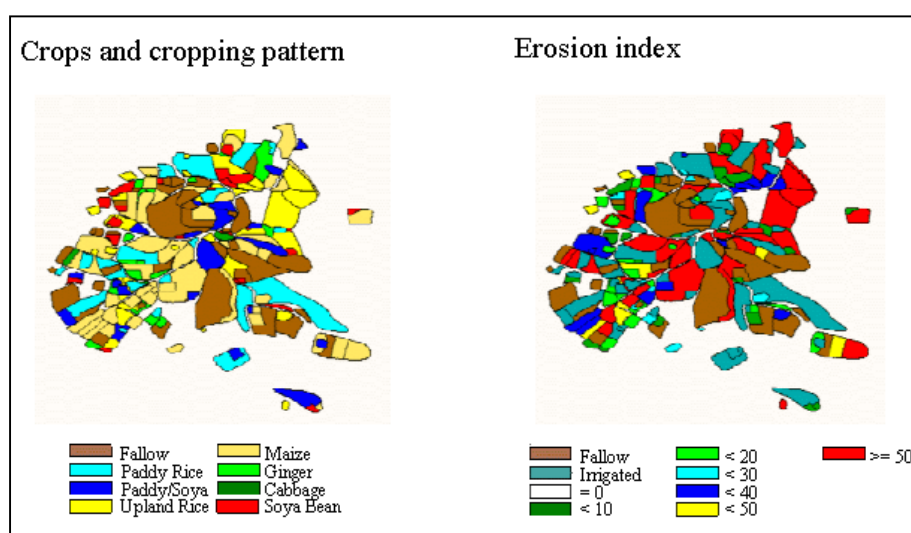 Crops and cropping pattern
Erosion index
Fallow
Paddy Rice
Paddy/Soya
Upland Rice
Maize
Ginger
Cabbage
Soya Bean
Fallow
Irrigated
= 0
< 10
< 20
< 30
< 40
< 50
>= 50